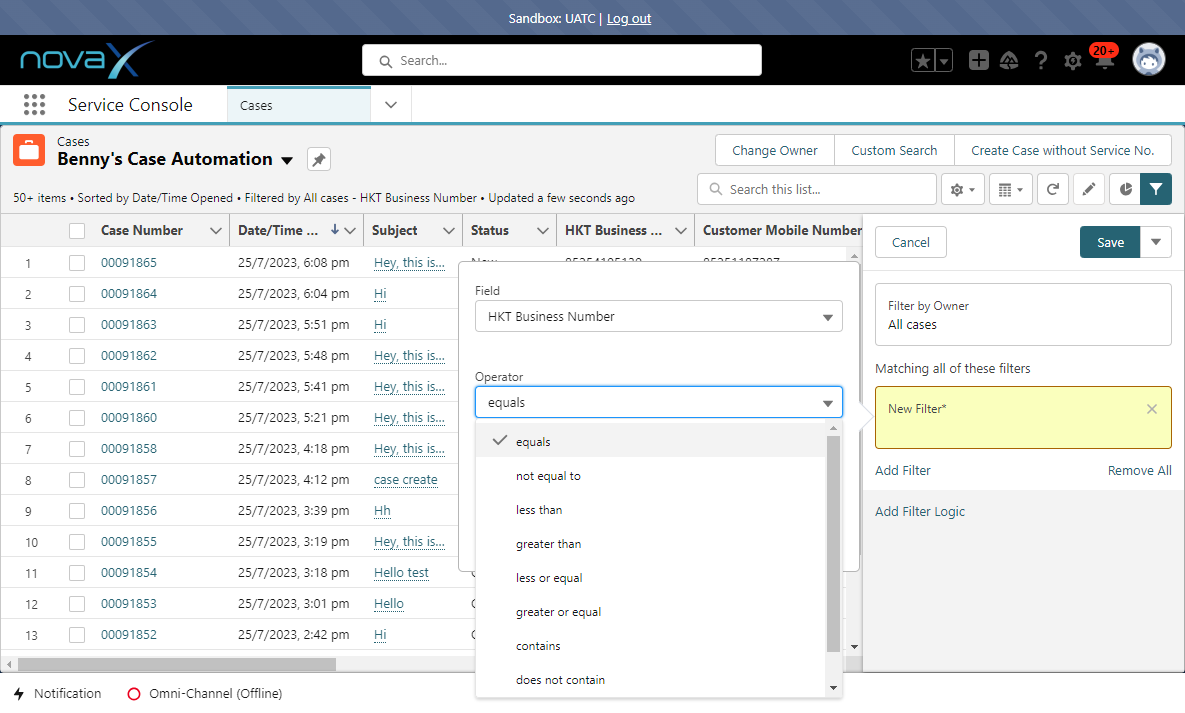 Sandbox: UATC | Log out
novaX
Search...
20+
Service Console
Cases
Cases
Benny's Case Automation
Change Owner
Custom Search
Create Case without Service No.
50+ items • Sorted by Date/Time Opened • Filtered by All cases - HKT Business Number • Updated a few seconds ago
Search this list...
Case Number
Date/Time ...
Subject
Status
HKT Business ...
Customer Mobile Number
1 00091865 25/7/2023, 6:08 pm Hey, this is...
2 00091864 25/7/2023, 6:04 pm Hi
3 00091863 25/7/2023, 5:51 pm Hi
4 00091862 25/7/2023, 5:48 pm Hey, this is...
5 00091861 25/7/2023, 5:41 pm Hey, this is...
6 00091860 25/7/2023, 5:21 pm Hey, this is...
7 00091858 25/7/2023, 4:18 pm Hey, this is...
8 00091857 25/7/2023, 4:12 pm case create
9 00091856 25/7/2023, 3:39 pm Hh
10 00091855 25/7/2023, 3:19 pm Hey, this is...
11 00091854 25/7/2023, 3:18 pm Hello test
12 00091853 25/7/2023, 3:01 pm Hello
13 00091852 25/7/2023, 2:42 pm Hi
Field
HKT Business Number
Operator
equals
equals
not equal to
less than
greater than
less or equal
greater or equal
contains
does not contain
Cancel
Save
Filter by Owner
All cases
Matching all of these filters
New Filter*
Add Filter
Remove All
Add Filter Logic
Notification
Omni-Channel (Offline)